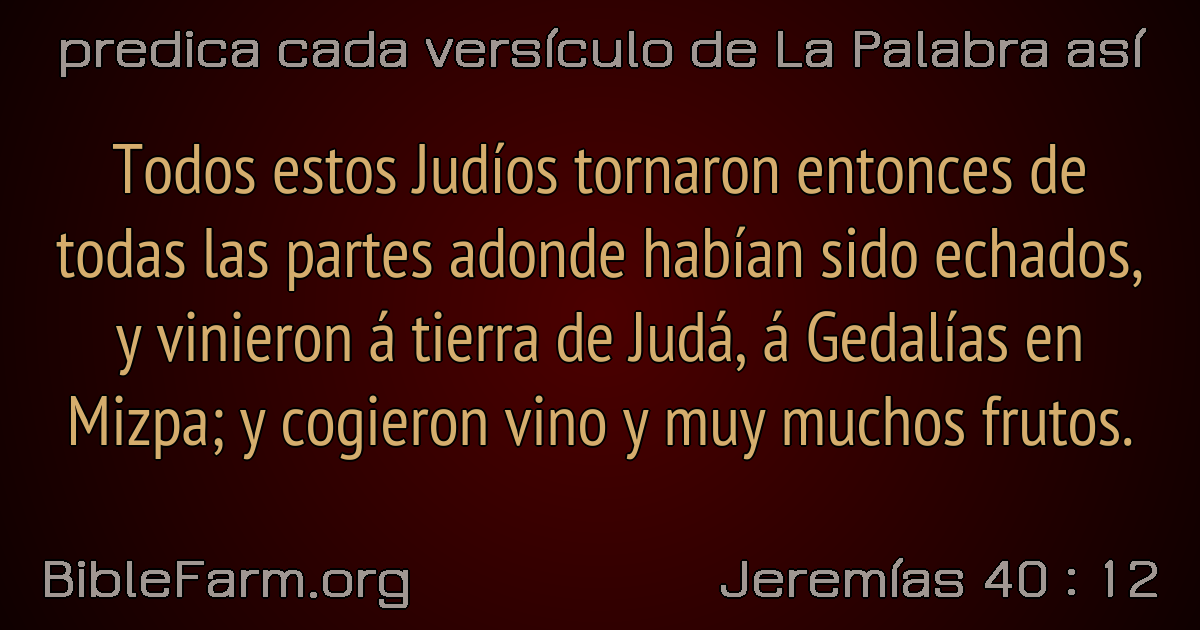 predica cada versículo de La Palabra así
Todos estos Judíos tornaron entonces de
todas las partes adonde habían sido echados,
y vinieron á tierra de Judá, á Gedalías en
Mizpa; y cogieron vino y muy muchos frutos.
BibleFarm.org
Jeremías 40 : 12